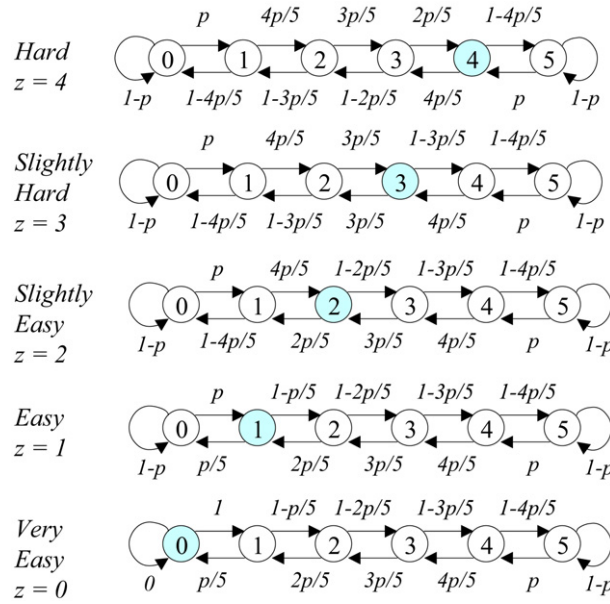 p 4p/5 3p/5 2p/5 1-4p/5
Hard
z = 4
0 1 2 3 4 5
1-p 1-4p/5 1-3p/5 1-2p/5 4p/5 p 1-p
p 4p/5 3p/5 1-3p/5 1-4p/5
Slightly
Hard
z = 3
0 1 2 3 4 5
1-p 1-4p/5 1-3p/5 3p/5 4p/5 p 1-p
p 4p/5 1-2p/5 1-3p/5 1-4p/5
Slightly
Easy
z = 2
0 1 2 3 4 5
1-p 1-4p/5 2p/5 3p/5 4p/5 p 1-p
p 1-p/5 1-2p/5 1-3p/5 1-4p/5
Easy
z = 1
0 1 2 3 4 5
1-p p/5 2p/5 3p/5 4p/5 p 1-p
1 1-p/5 1-2p/5 1-3p/5 1-4p/5
Very
Easy
z=0
0 1 2 3 4 5
0 p/5 2p/5 3p/5 4p/5 p 1-p